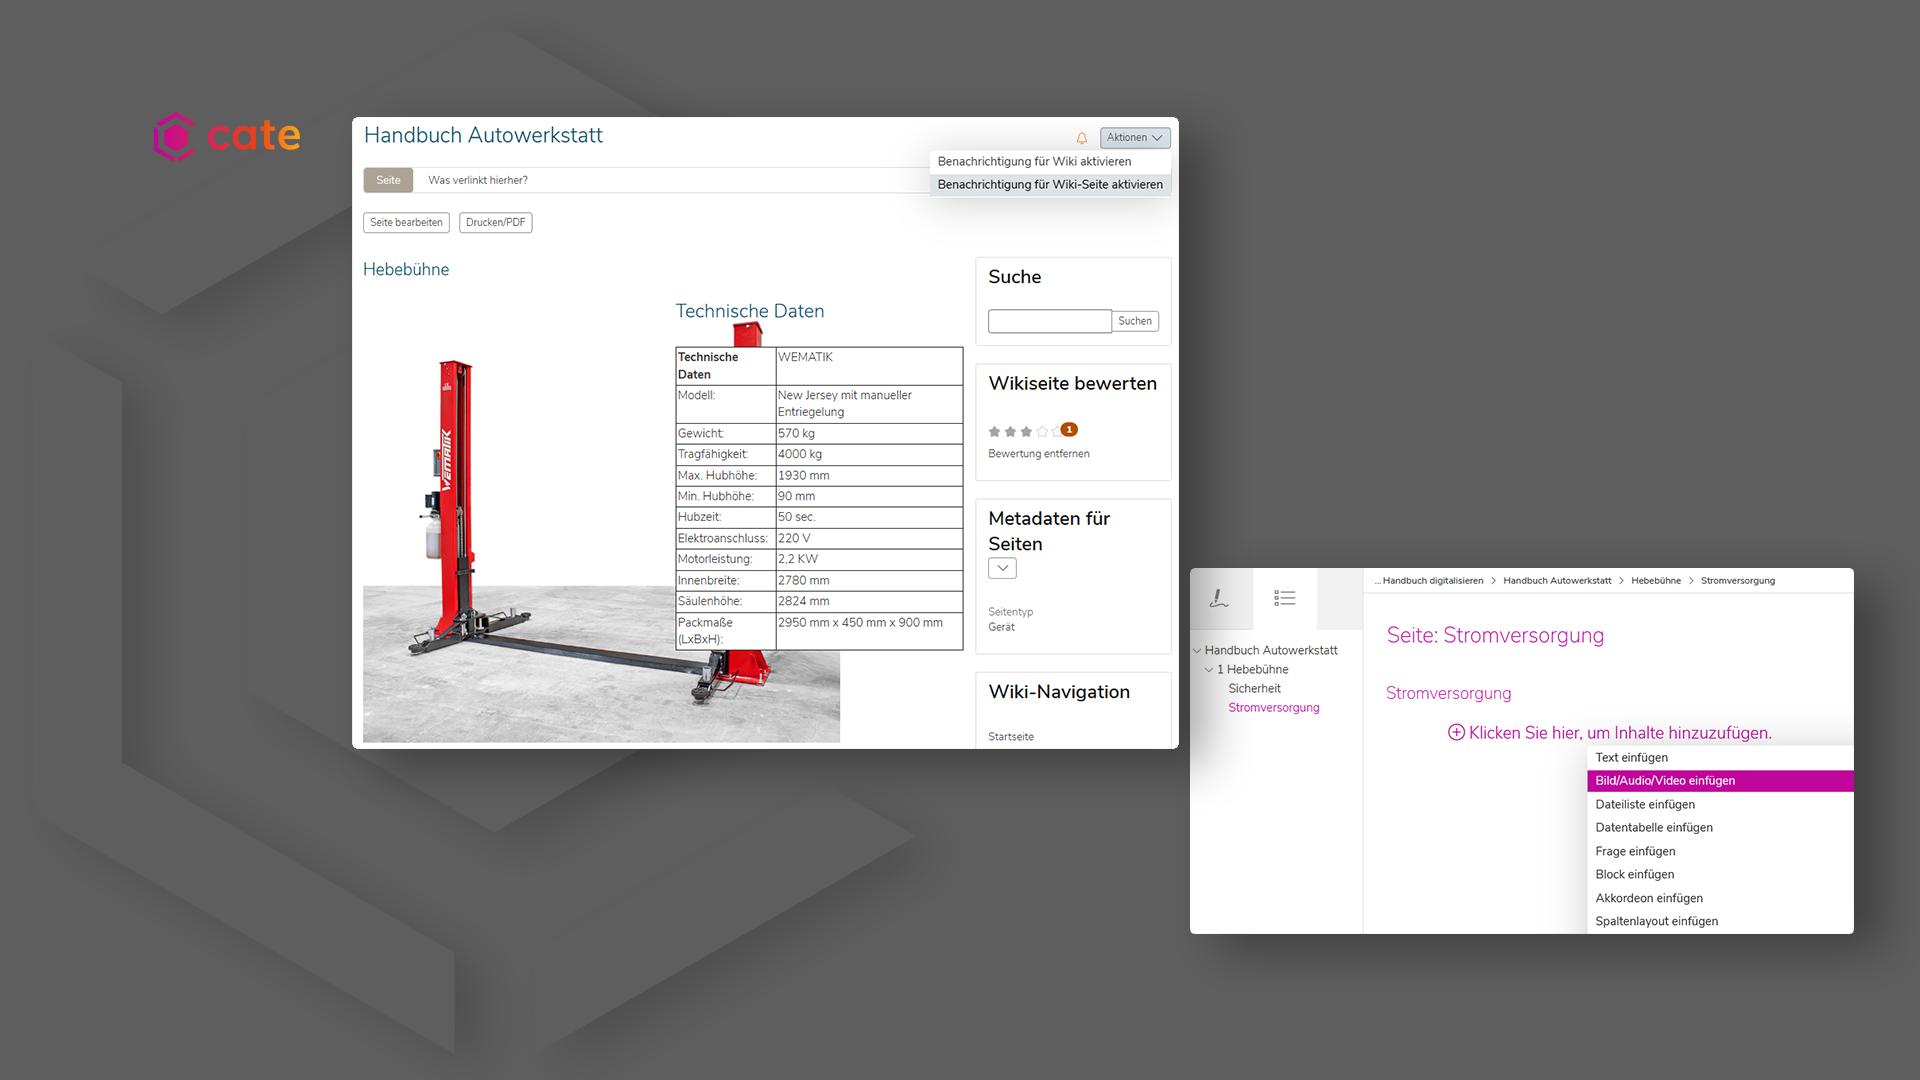 cate
Handbuch Autowerkstatt
Aktionen
Benachrichtigung für Wiki aktivieren
Benachrichtigung für Wiki-Seite aktivieren
Seite
Was verlinkt hierher?
Seite bearbeiten
Drucken/PDF
Hebebühne
WEMATIK
Technische Daten
Technische Daten WEMATIK
Modell: New Jersey mit manueller Entriegelung
Gewicht: 570 kg
Tragfähigkeit: 4000 kg
Max. Hubhöhe: 1930 mm
Min. Hubhöhe: 90 mm
Hubzeit: 50 sec.
Elektroanschluss: 220 V
Motorleistung: 2,2 KW
Innenbreite: 2780 mm
Säulenhöhe: 2824 mm
Packmaße (LxBxH): 2950 mm x 450 mm x 900 mm
Suche
Suchen
Wikiseite bewerten
1
Bewertung entfernen
Metadaten für
Seiten
Seitentyp
Gerät
Wiki-Navigation
Startseite
... Handbuch digitalisieren > Handbuch Autowerkstatt > Hebebühne > Stromversorgung
Handbuch Autowerkstatt
1 Hebebühne
Sicherheit
Stromversorgung
Seite: Stromversorgung
Stromversorgung
Klicken Sie hier, um Inhalte hinzuzufügen.
Text einfügen
Bild/Audio/Video einfügen
Dateiliste einfügen
Datentabelle einfügen
Frage einfügen
Block einfügen
Akkordeon einfügen
Spaltenlayout einfügen